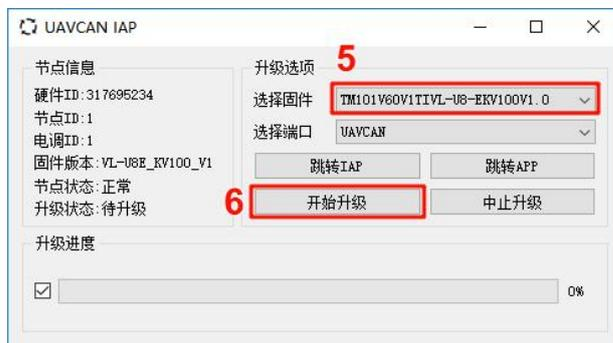 UAVCAN IAP
节点信息
硬件ID:317695234
节点ID:1
电调ID:1
固件版本:VL-U8E_KV100_V1
节点状态:正常
升级状态:待升级
升级选项
5
选择固件 TM101V60V1TIVL-U8-EKV100V1.0
选择端口 UAVCAN
跳转IAP 跳转APP
6 开始升级 中止升级
升级进度
0%